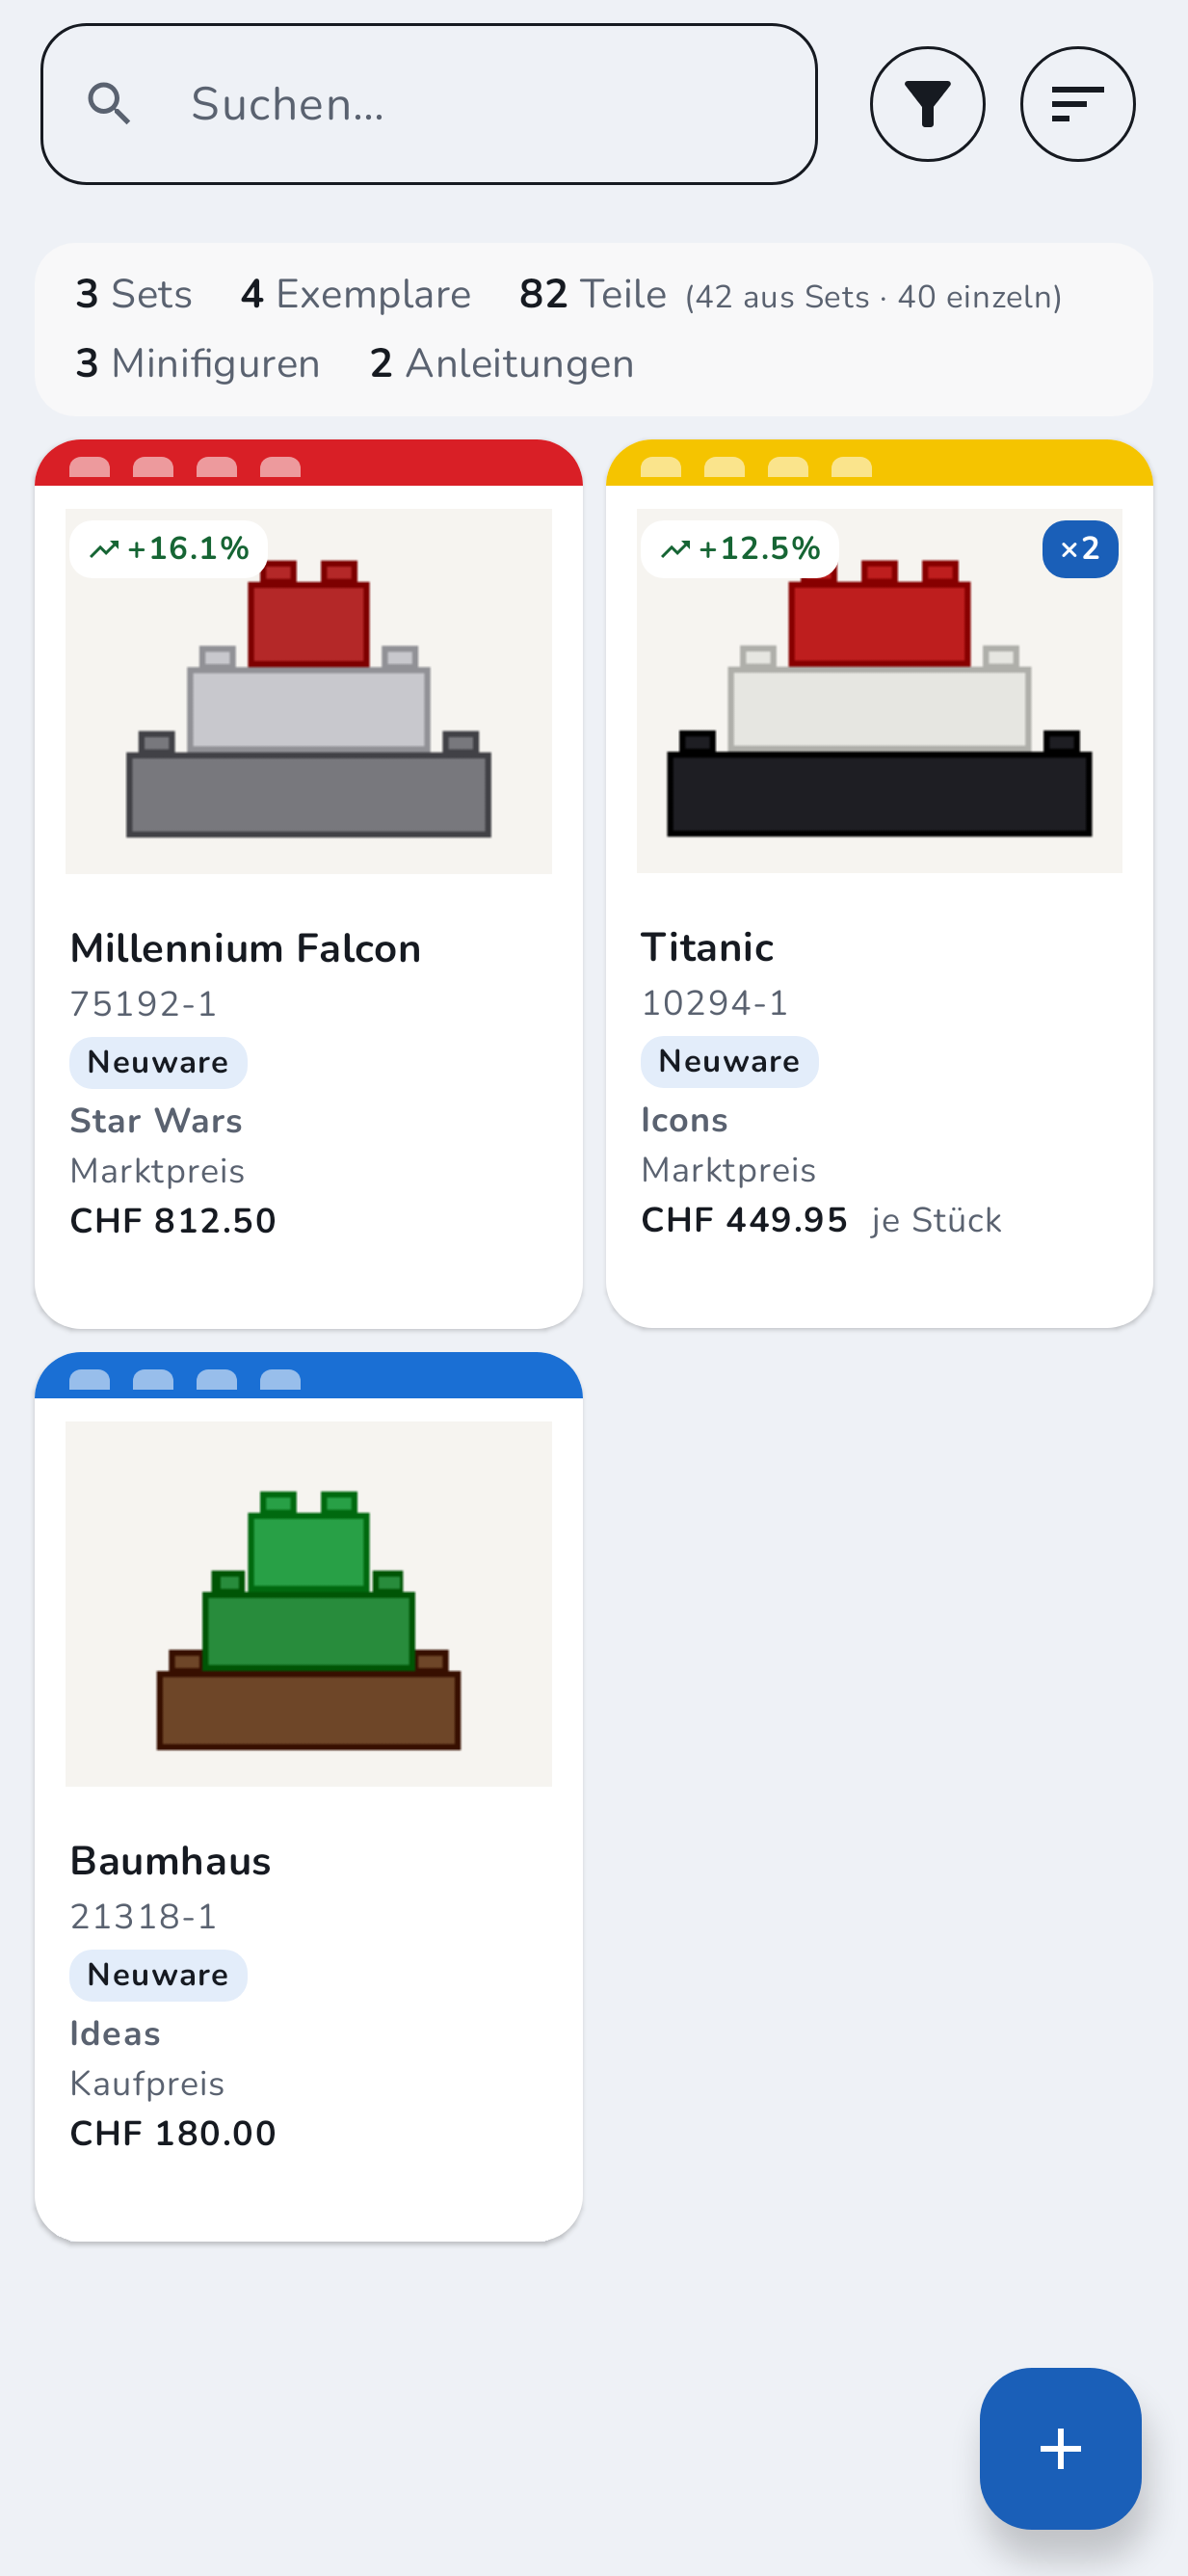 Suchen...
3 Sets 4 Exemplare 82 Teile (42 aus Sets · 40 einzeln)
3 Minifiguren 2 Anleitungen
+16.1%
Millennium Falcon
75192-1
Neuware
Star Wars
Marktpreis
CHF 812.50
+12.5%
×2
Titanic
10294-1
Neuware
Icons
Marktpreis
CHF 449.95 je Stück
Baumhaus
21318-1
Neuware
Ideas
Kaufpreis
CHF 180.00